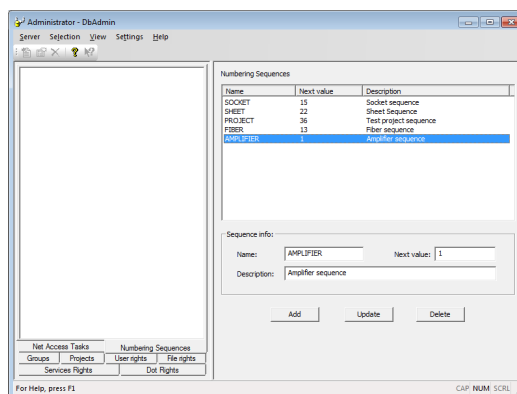 Administrator - DbAdmin
Server Selection View Settings Help
Numbering Sequences
Name Next value Description
SOCKET 15 Socket sequence
SHEET 22 Sheet Sequence
PROJECT 36 Test project sequence
FIBER 13 Fiber sequence
AMPLIFIER 1 Amplifier sequence
Sequence info:
Name: AMPLIFIER Next value: 1
Description: Amplifier sequence
Add Update Delete
Net Access Tasks Numbering Sequences
Groups Projects User rights File rights
Services Rights Dot Rights
For Help, press F1 CAP NUM SCRL